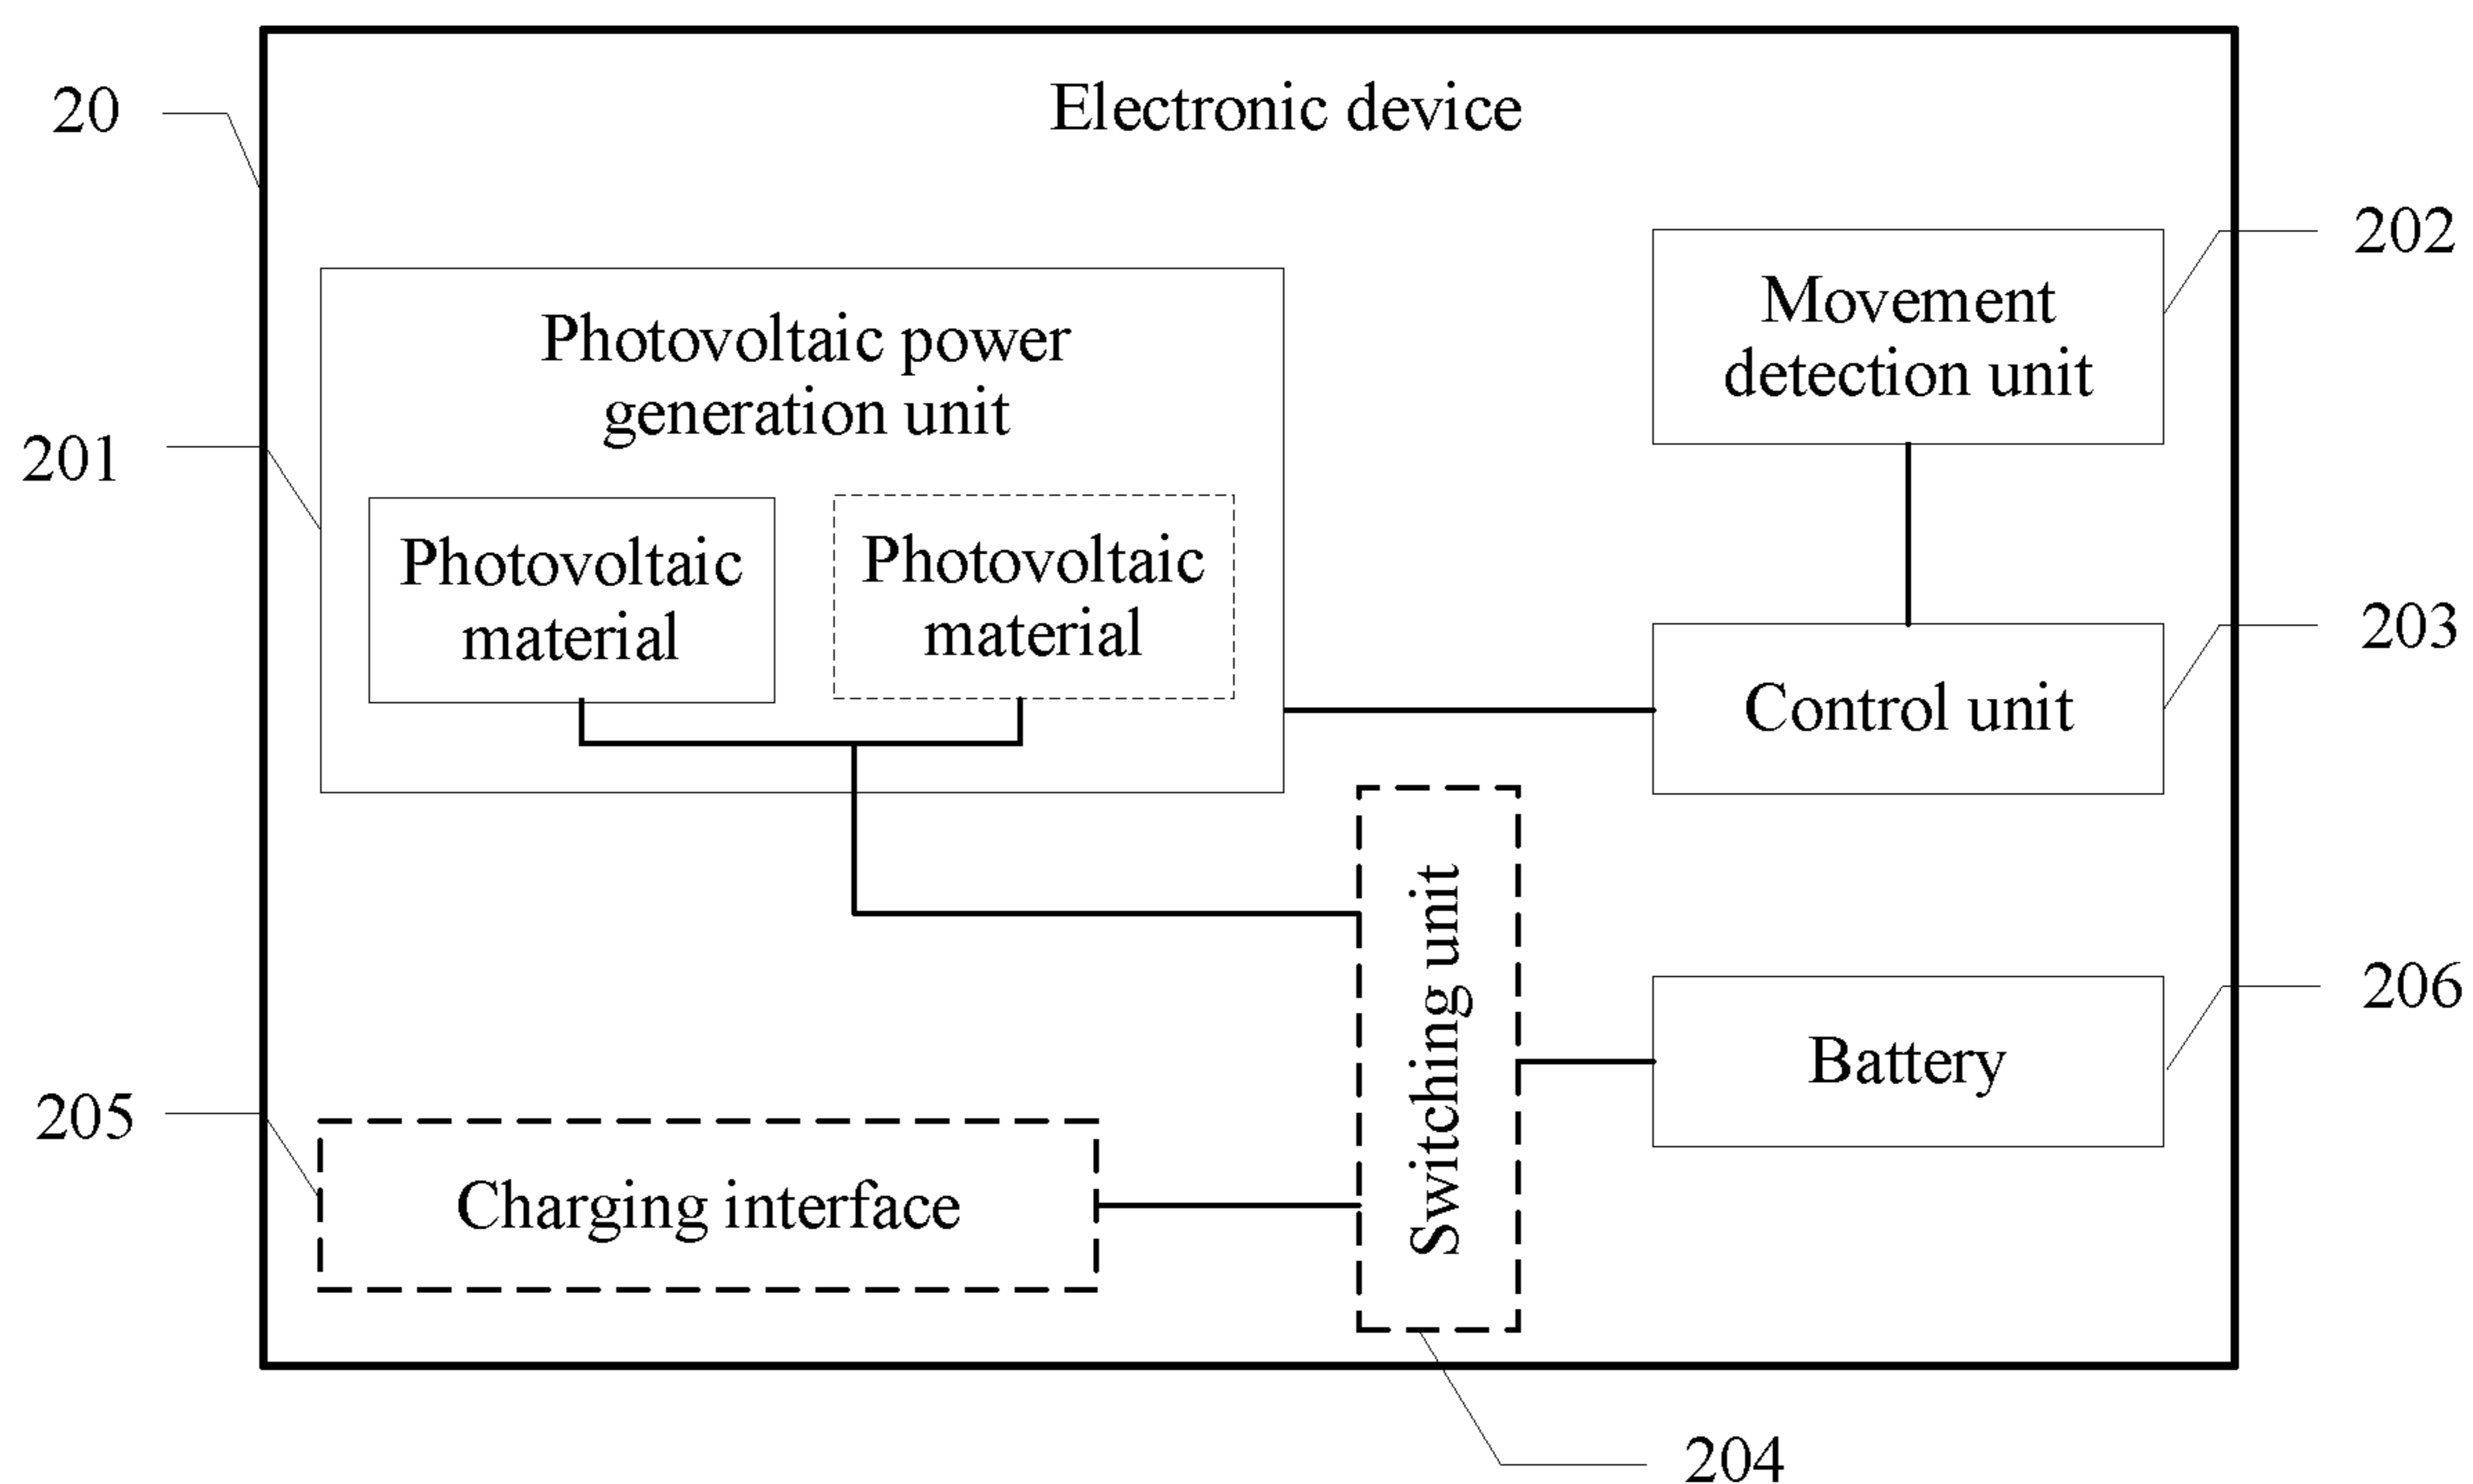 20
Electronic device
202
Movement
detection unit
201
Photovoltaic power
generation unit
Photovoltaic
material
Photovoltaic
material
203
Control unit
Switching unit
206
Battery
205
Charging interface
204